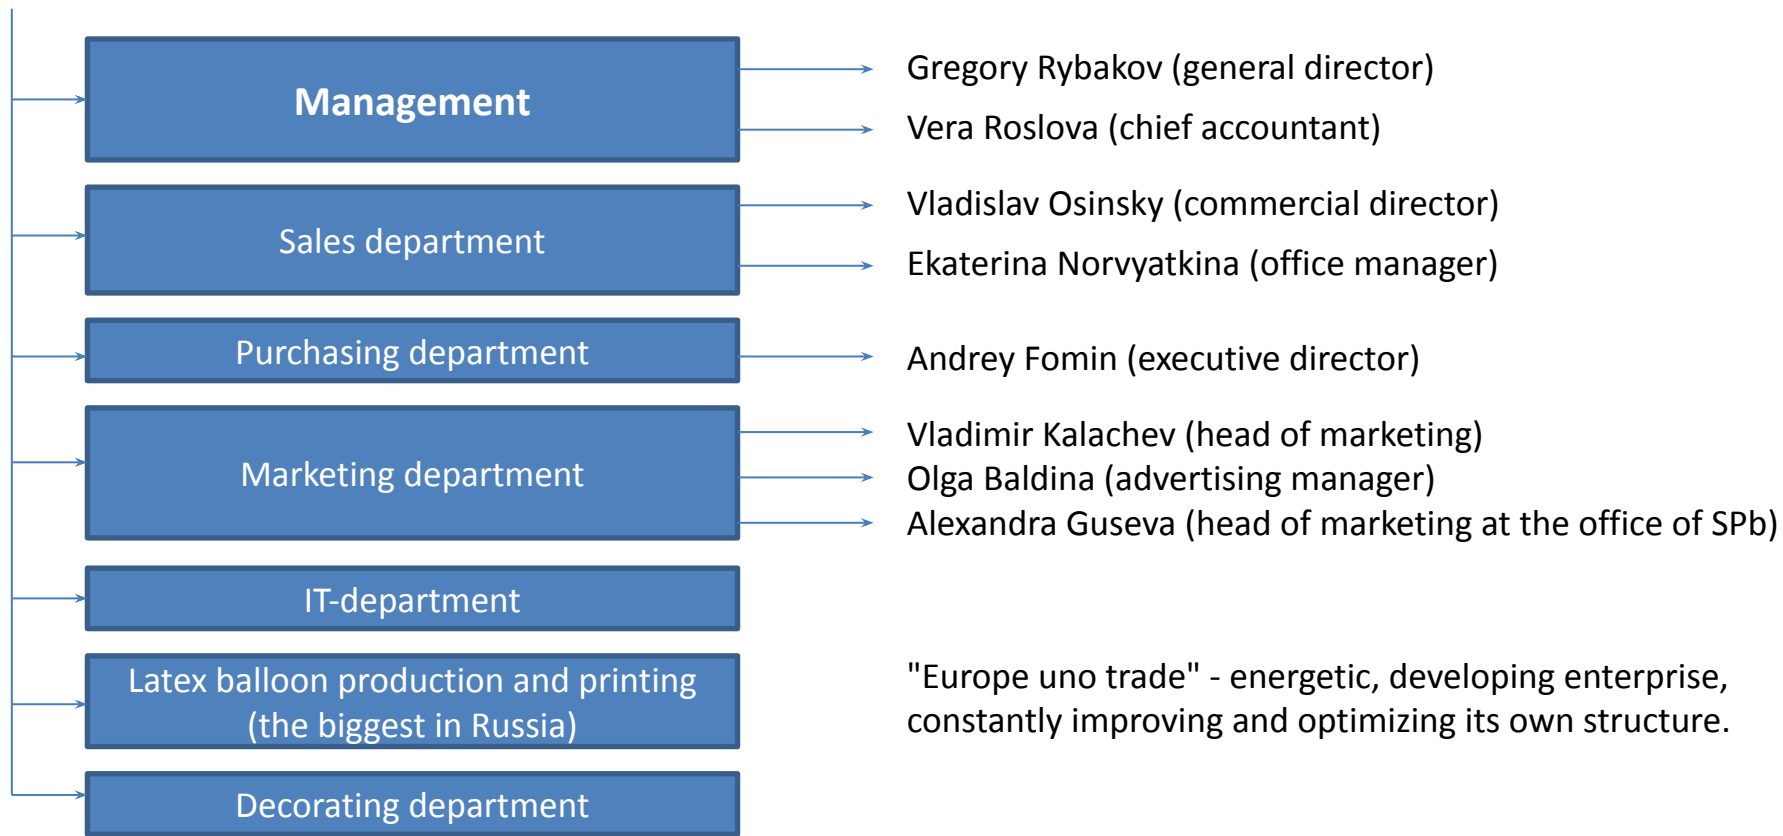 Management
Gregory Rybakov (general director)
Vera Roslova (chief accountant)
Sales department
Vladislav Osinsky (commercial director)
Ekaterina Norvyatkina (office manager)
Purchasing department
Andrey Fomin (executive director)
Marketing department
Vladimir Kalachev (head of marketing)
Olga Baldina (advertising manager)
Alexandra Guseva (head of marketing at the office of SPb)
IT-department
Latex balloon production and printing
(the biggest in Russia)
"Europe uno trade" - energetic, developing enterprise,
constantly improving and optimizing its own structure.
Decorating department